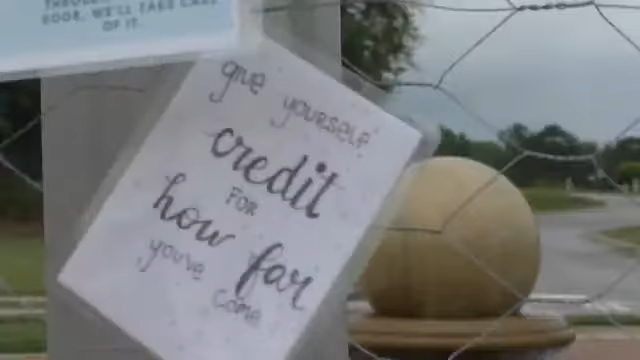 DOOR, WE'LL TAKE CARE
OF IT.
give yourself
credit
FOR
how far
you've come